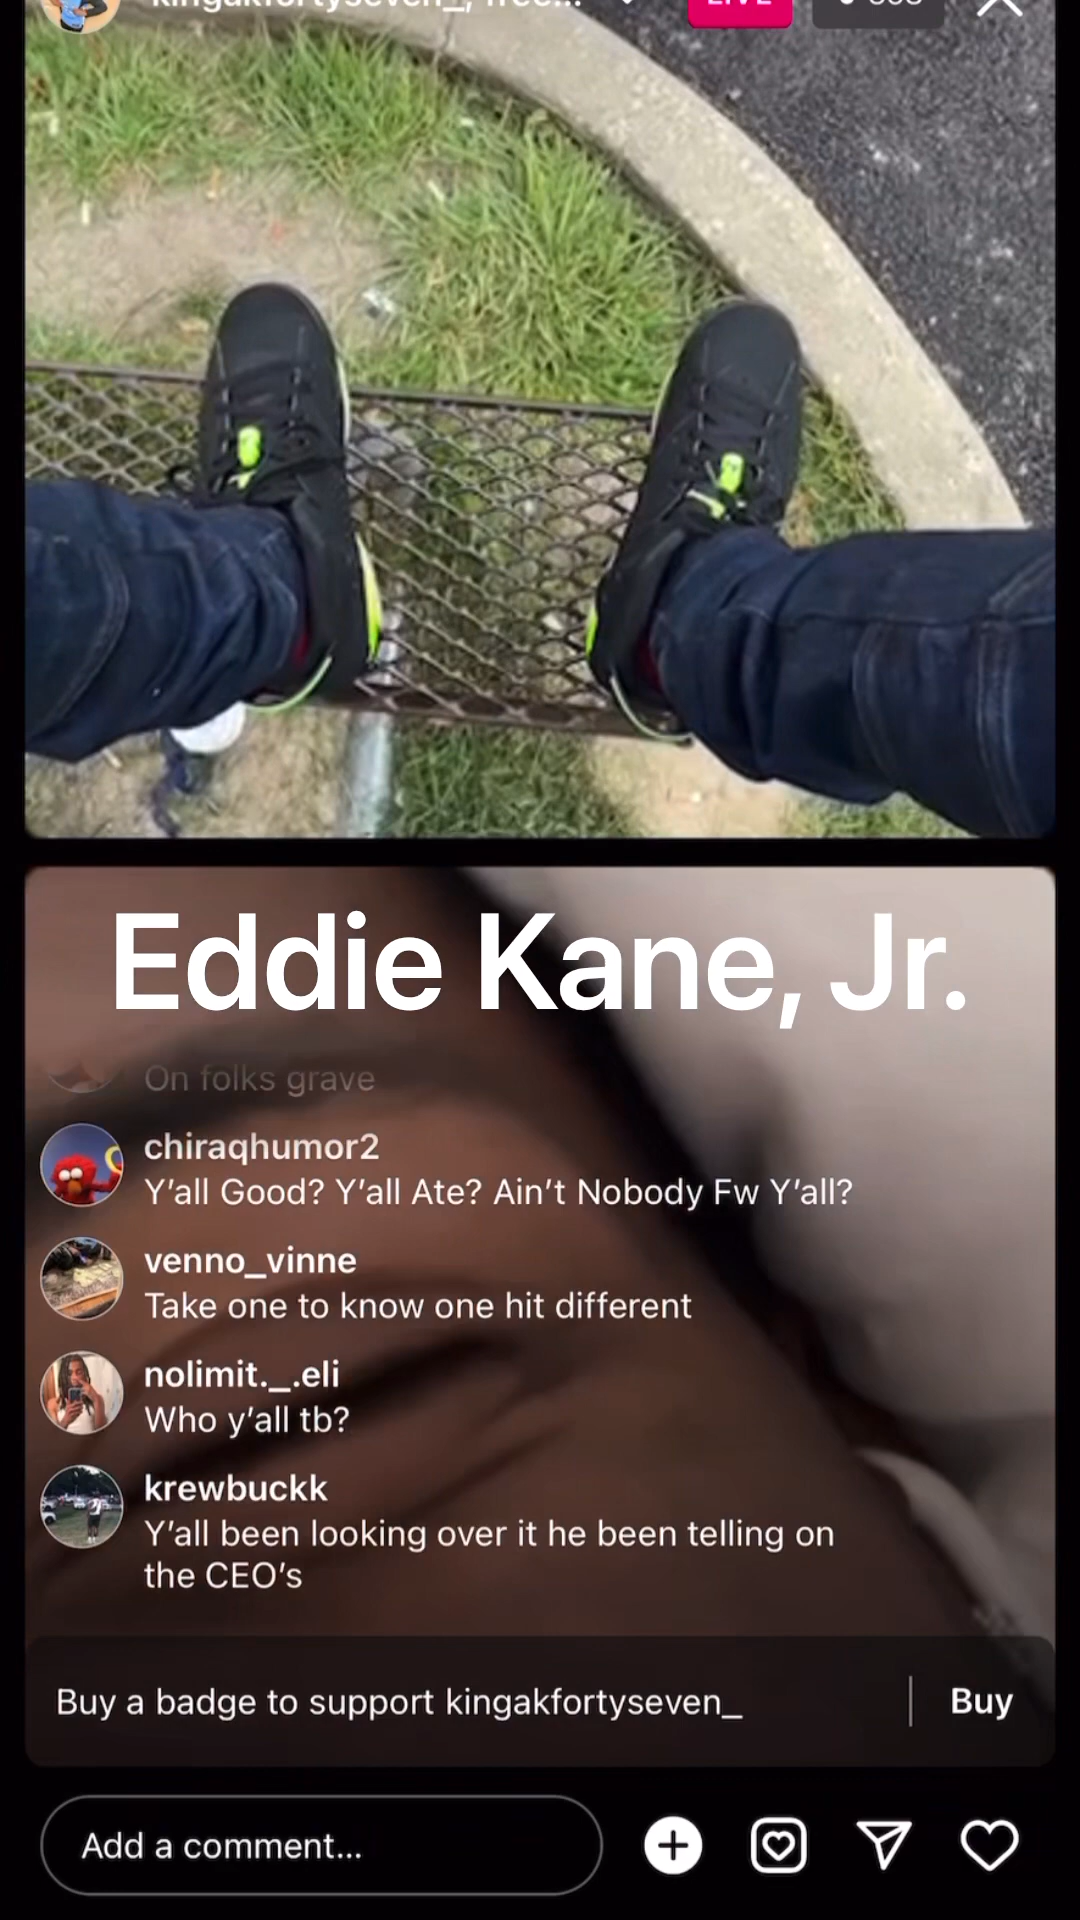 LIVE
Eddie Kane, Jr.
On folks grave
chiraqhumor2
Y'all Good? Y'all Ate? Ain't Nobody Fw Y'all?
venno_vinne
Take one to know one hit different
nolimit._.eli
Who y'all tb?
krewbuckk
Y'all been looking over it he been telling on
the CEO's
Buy a badge to support kingakfortyseven_
Buy
Add a comment...